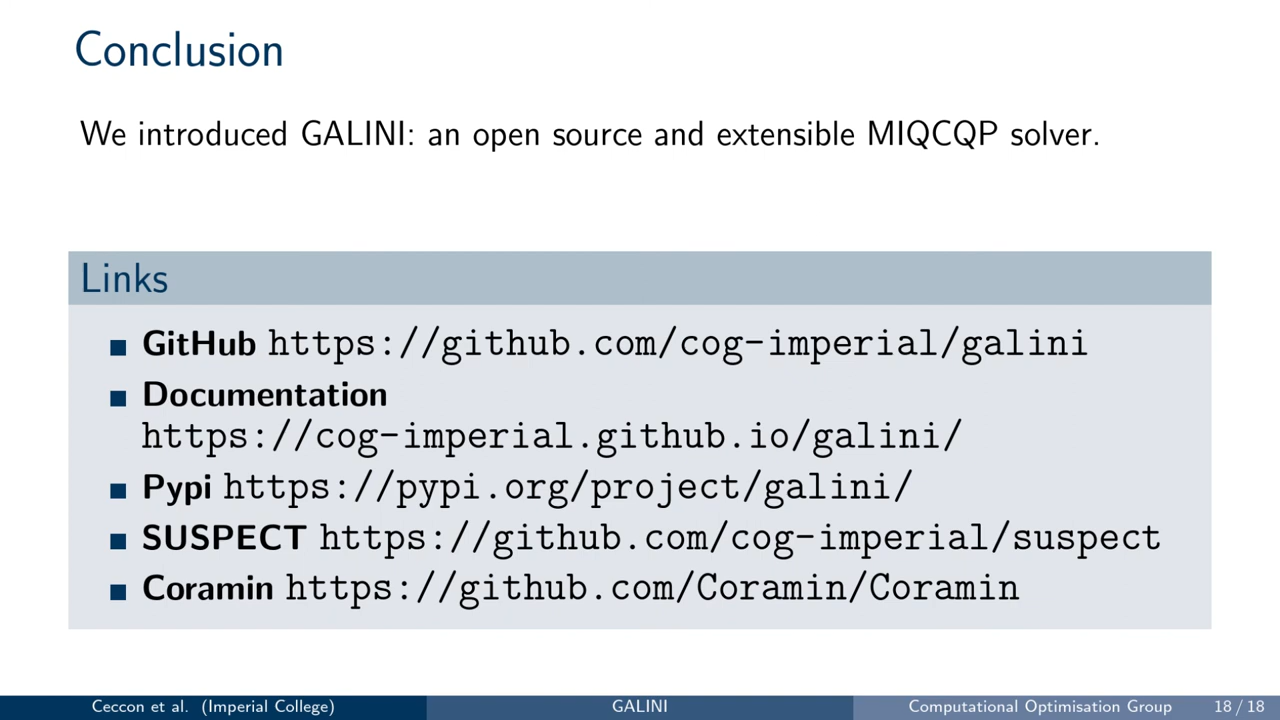 Conclusion
We introduced GALINI: an open source and extensible MIQCQP solver.
Links
GitHub https://github.com/cog-imperial/galini
Documentation
https://cog-imperial.github.io/galini/
Pypi https://pypi.org/project/galini/
SUSPECT https://github.com/cog-imperial/suspect
Coramin https://github.com/Coramin/Coramin
Ceccon et al. (Imperial College) GALINI Computational Optimisation Group 18 / 18